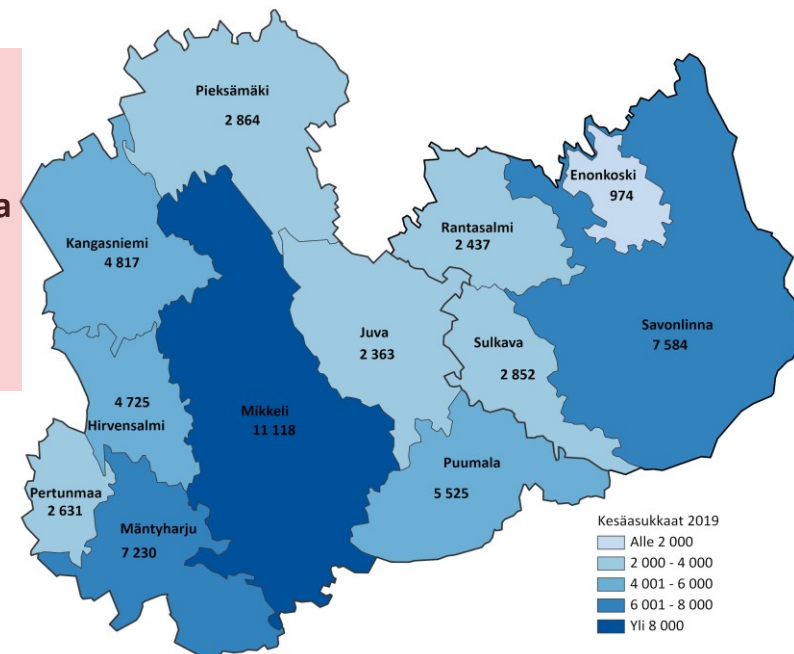 a
Pieksämäki
2 864
Enonkoski
974
Rantasalmi
2 437
Kangasniemi
4 817
Savonlinna
7 584
Juva
2 363
Sulkava
2 852
4 725
Hirvensalmi
Mikkeli
11 118
Puumala
5 525
Pertunmaa
2 631
Mäntyharju
7 230
Kesäasukkaat 2019
Alle 2 000
2 000 - 4 000
4 001 - 6 000
6 001 - 8 000
Yli 8 000